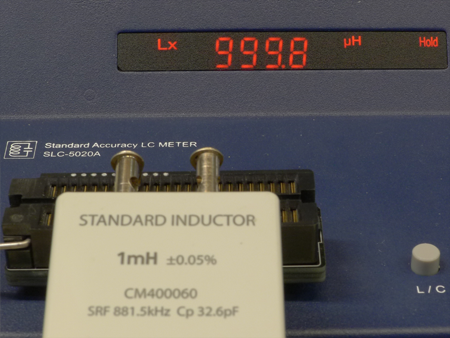 Lx 999.8 µH Hold
Standard Accuracy LC METER
SLC-5020A
STANDARD INDUCTOR
1mH ±0.05%
CM400060
SRF 881.5kHz Cp 32.6pF
L/C